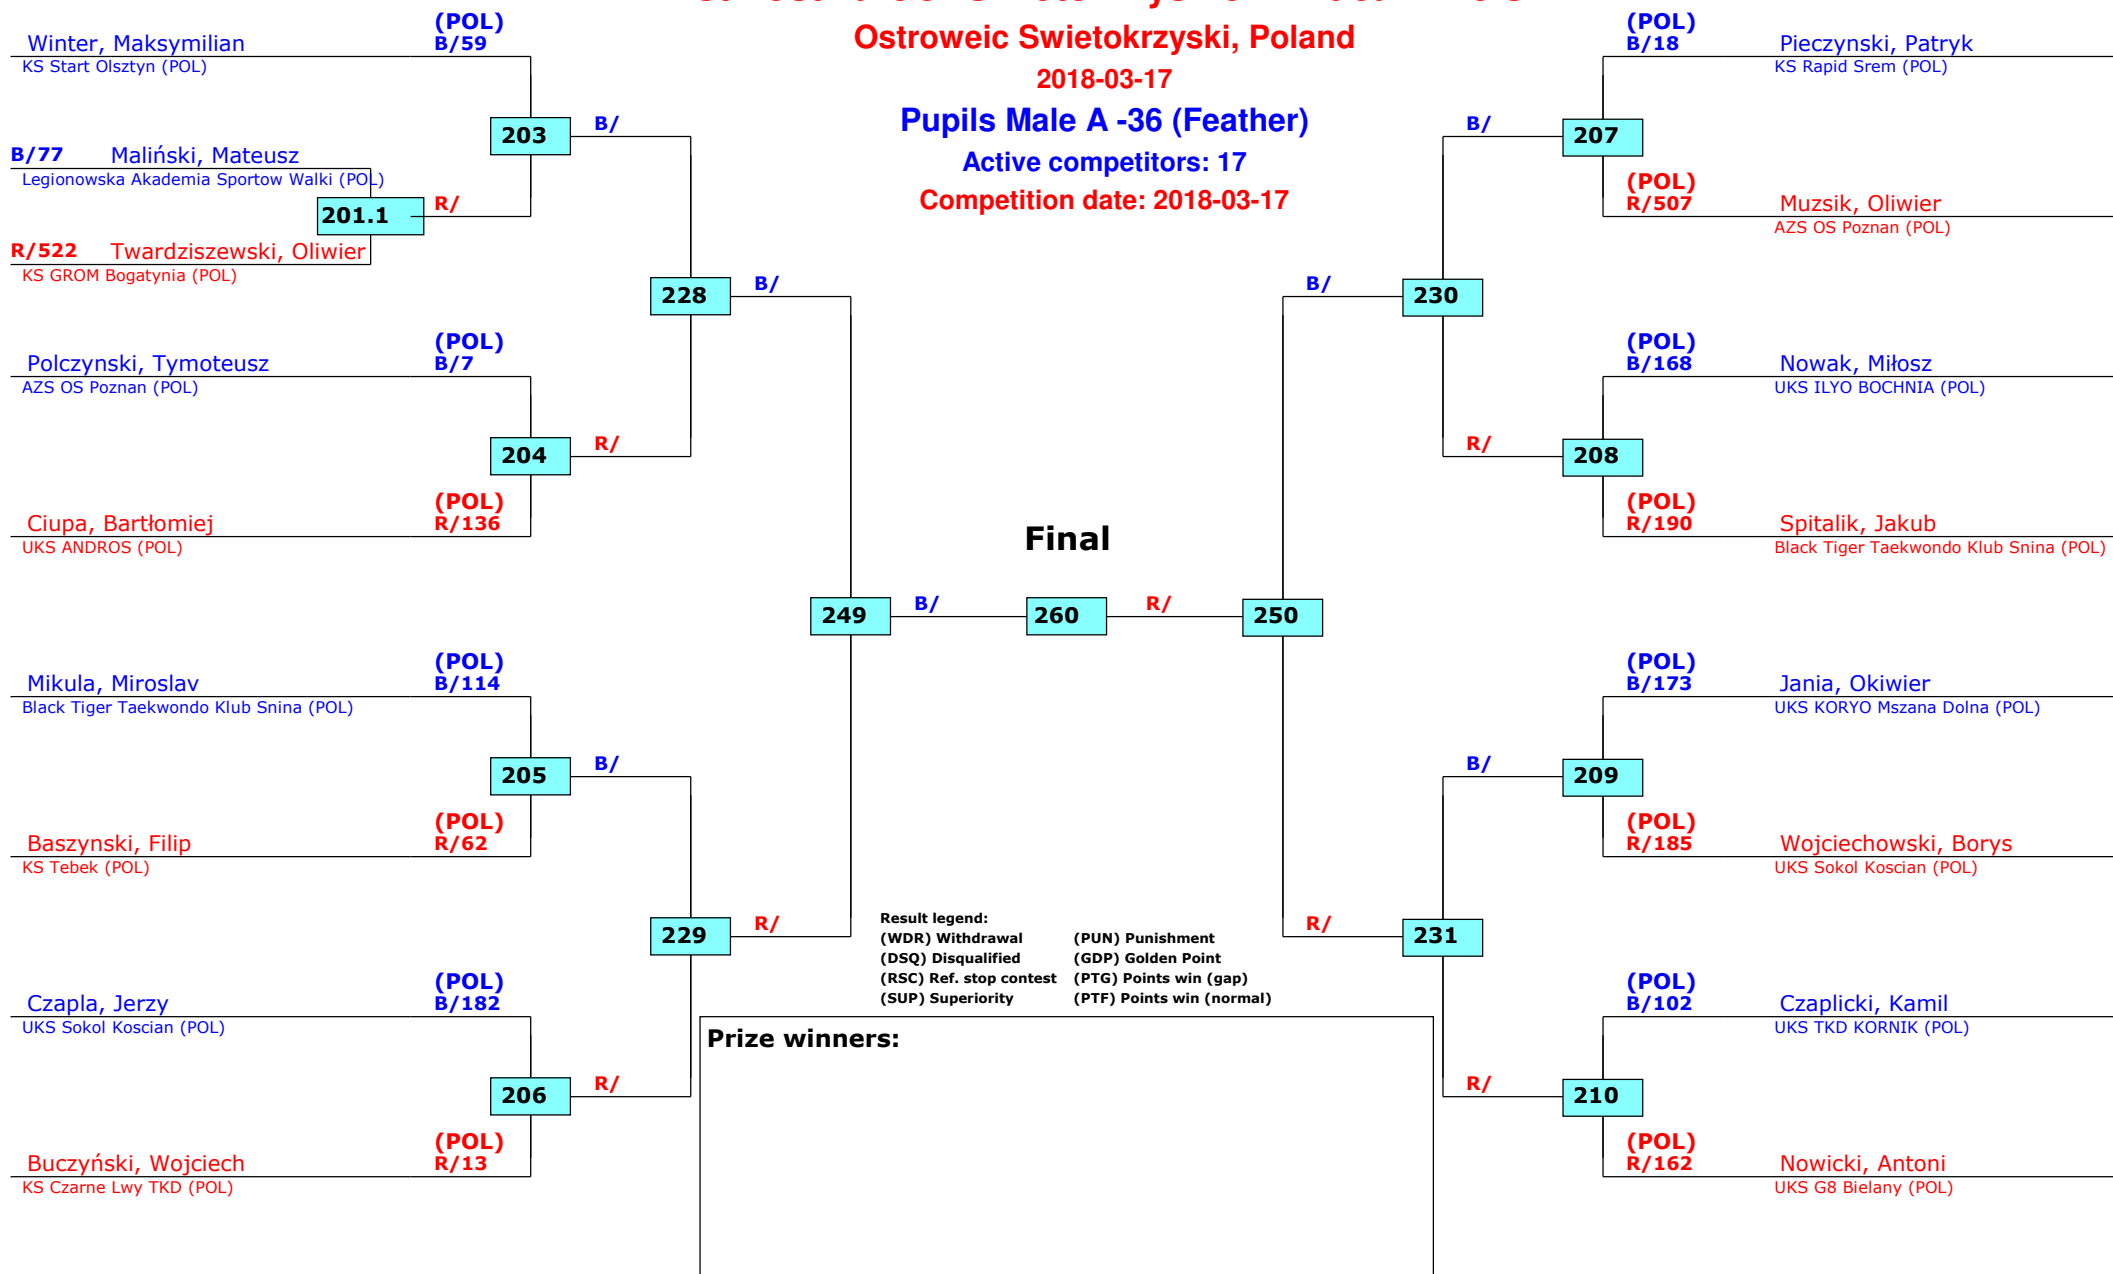 Ostroweic Swietokrzyski, Poland
2018-03-17
Pupils Male A -36 (Feather)
Active competitors: 17
Competition date: 2018-03-17
(POL)
Winter, Maksymilian B/59
KS Start Olsztyn (POL)
203 B/
B/77 Maliński, Mateusz
Legionowska Akademia Sportow Walki (POL)
201.1 R/
R/522 Twardziszewski, Oliwier
KS GROM Bogatynia (POL)
228 B/
(POL)
Polczynski, Tymoteusz B/7
AZS OS Poznan (POL)
204 R/
(POL)
Ciupa, Bartłomiej R/136
UKS ANDROS (POL)
Final
249 B/ 260 R/ 250
(POL)
Mikula, Miroslav B/114
Black Tiger Taekwondo Klub Snina (POL)
205 B/
(POL)
Baszynski, Filip R/62
KS Tebek (POL)
229 R/
(POL)
Czapla, Jerzy B/182
UKS Sokol Koscian (POL)
206 R/
(POL)
Buczyński, Wojciech R/13
KS Czarne Lwy TKD (POL)
(POL)
B/18 Pieczynski, Patryk
KS Rapid Srem (POL)
B/ 207
(POL)
R/507 Muzsik, Oliwier
AZS OS Poznan (POL)
B/ 230
(POL)
B/168 Nowak, Miłosz
UKS ILYO BOCHNIA (POL)
R/ 208
(POL)
R/190 Spitalik, Jakub
Black Tiger Taekwondo Klub Snina (POL)
(POL)
B/173 Jania, Okiwier
UKS KORYO Mszana Dolna (POL)
B/ 209
(POL)
R/185 Wojciechowski, Borys
UKS Sokol Koscian (POL)
R/ 231
(POL)
B/102 Czaplicki, Kamil
UKS TKD KORNIK (POL)
R/ 210
(POL)
R/162 Nowicki, Antoni
UKS G8 Bielany (POL)
Result legend:
(WDR) Withdrawal (PUN) Punishment
(DSQ) Disqualified (GDP) Golden Point
(RSC) Ref. stop contest (PTG) Points win (gap)
(SUP) Superiority (PTF) Points win (normal)
Prize winners: